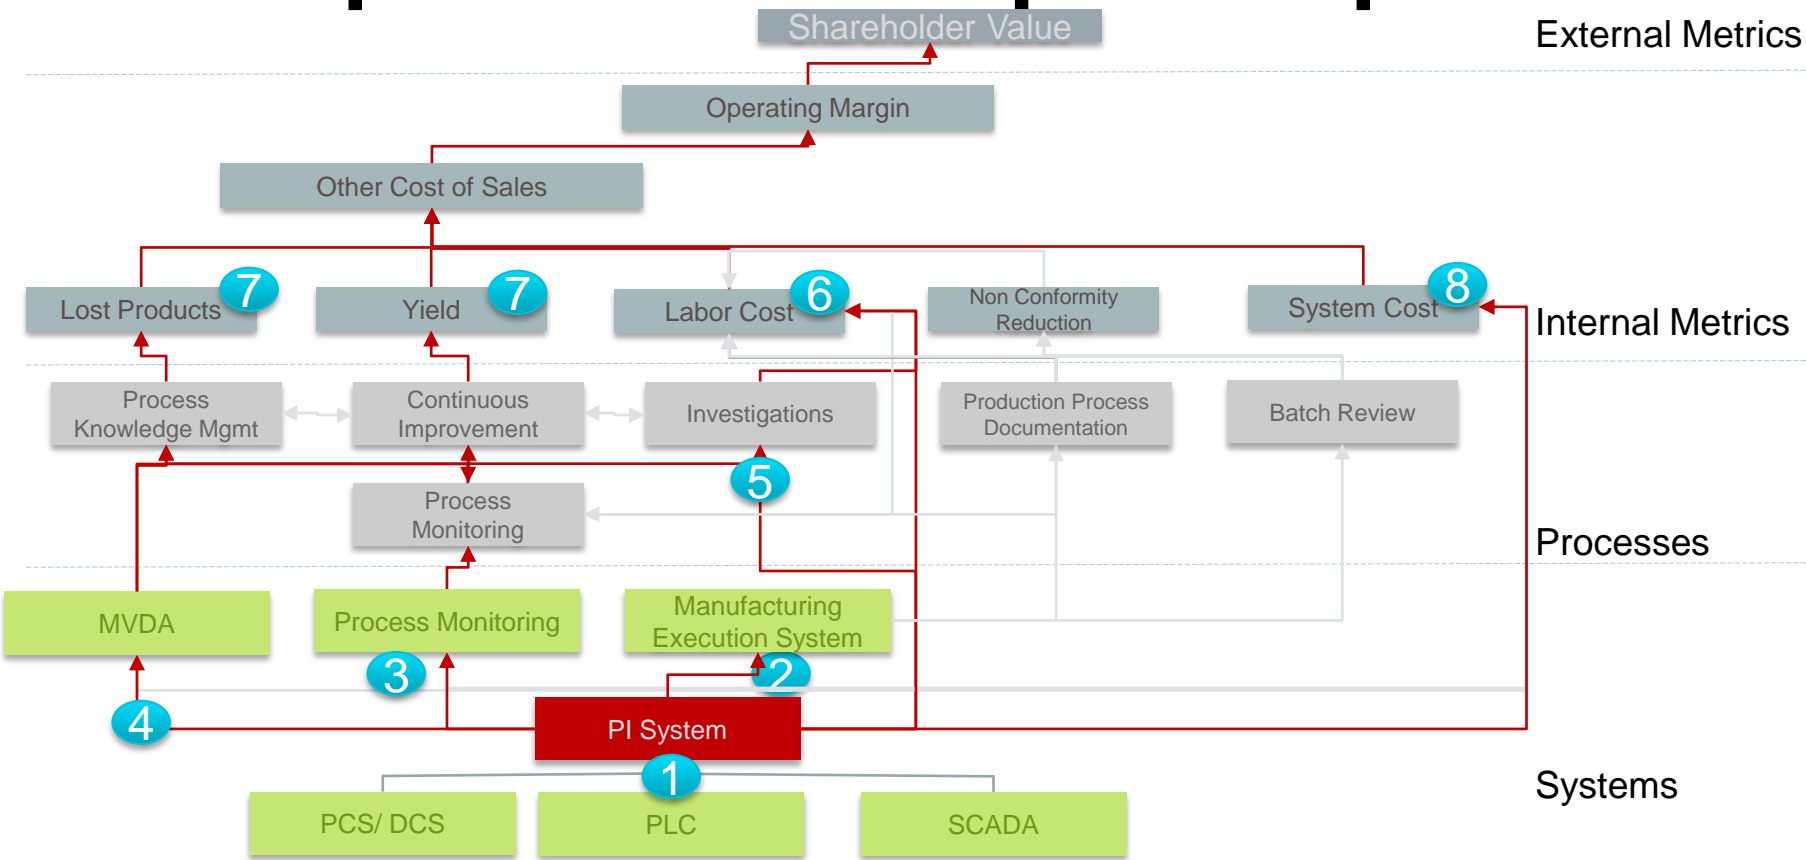 Shareholder Value
External Metrics
Operating Margin
Other Cost of Sales
Lost Products
7
Yield
7
Labor Cost
6
Non Conformity
Reduction
System Cost
8
Internal Metrics
Process
Knowledge Mgmt
Continuous
Improvement
Investigations
Production Process
Documentation
Batch Review
5
Process
Monitoring
Processes
MVDA
Process Monitoring
Manufacturing
Execution System
3
2
4
PI System
1
Systems
PCS/ DCS
PLC
SCADA